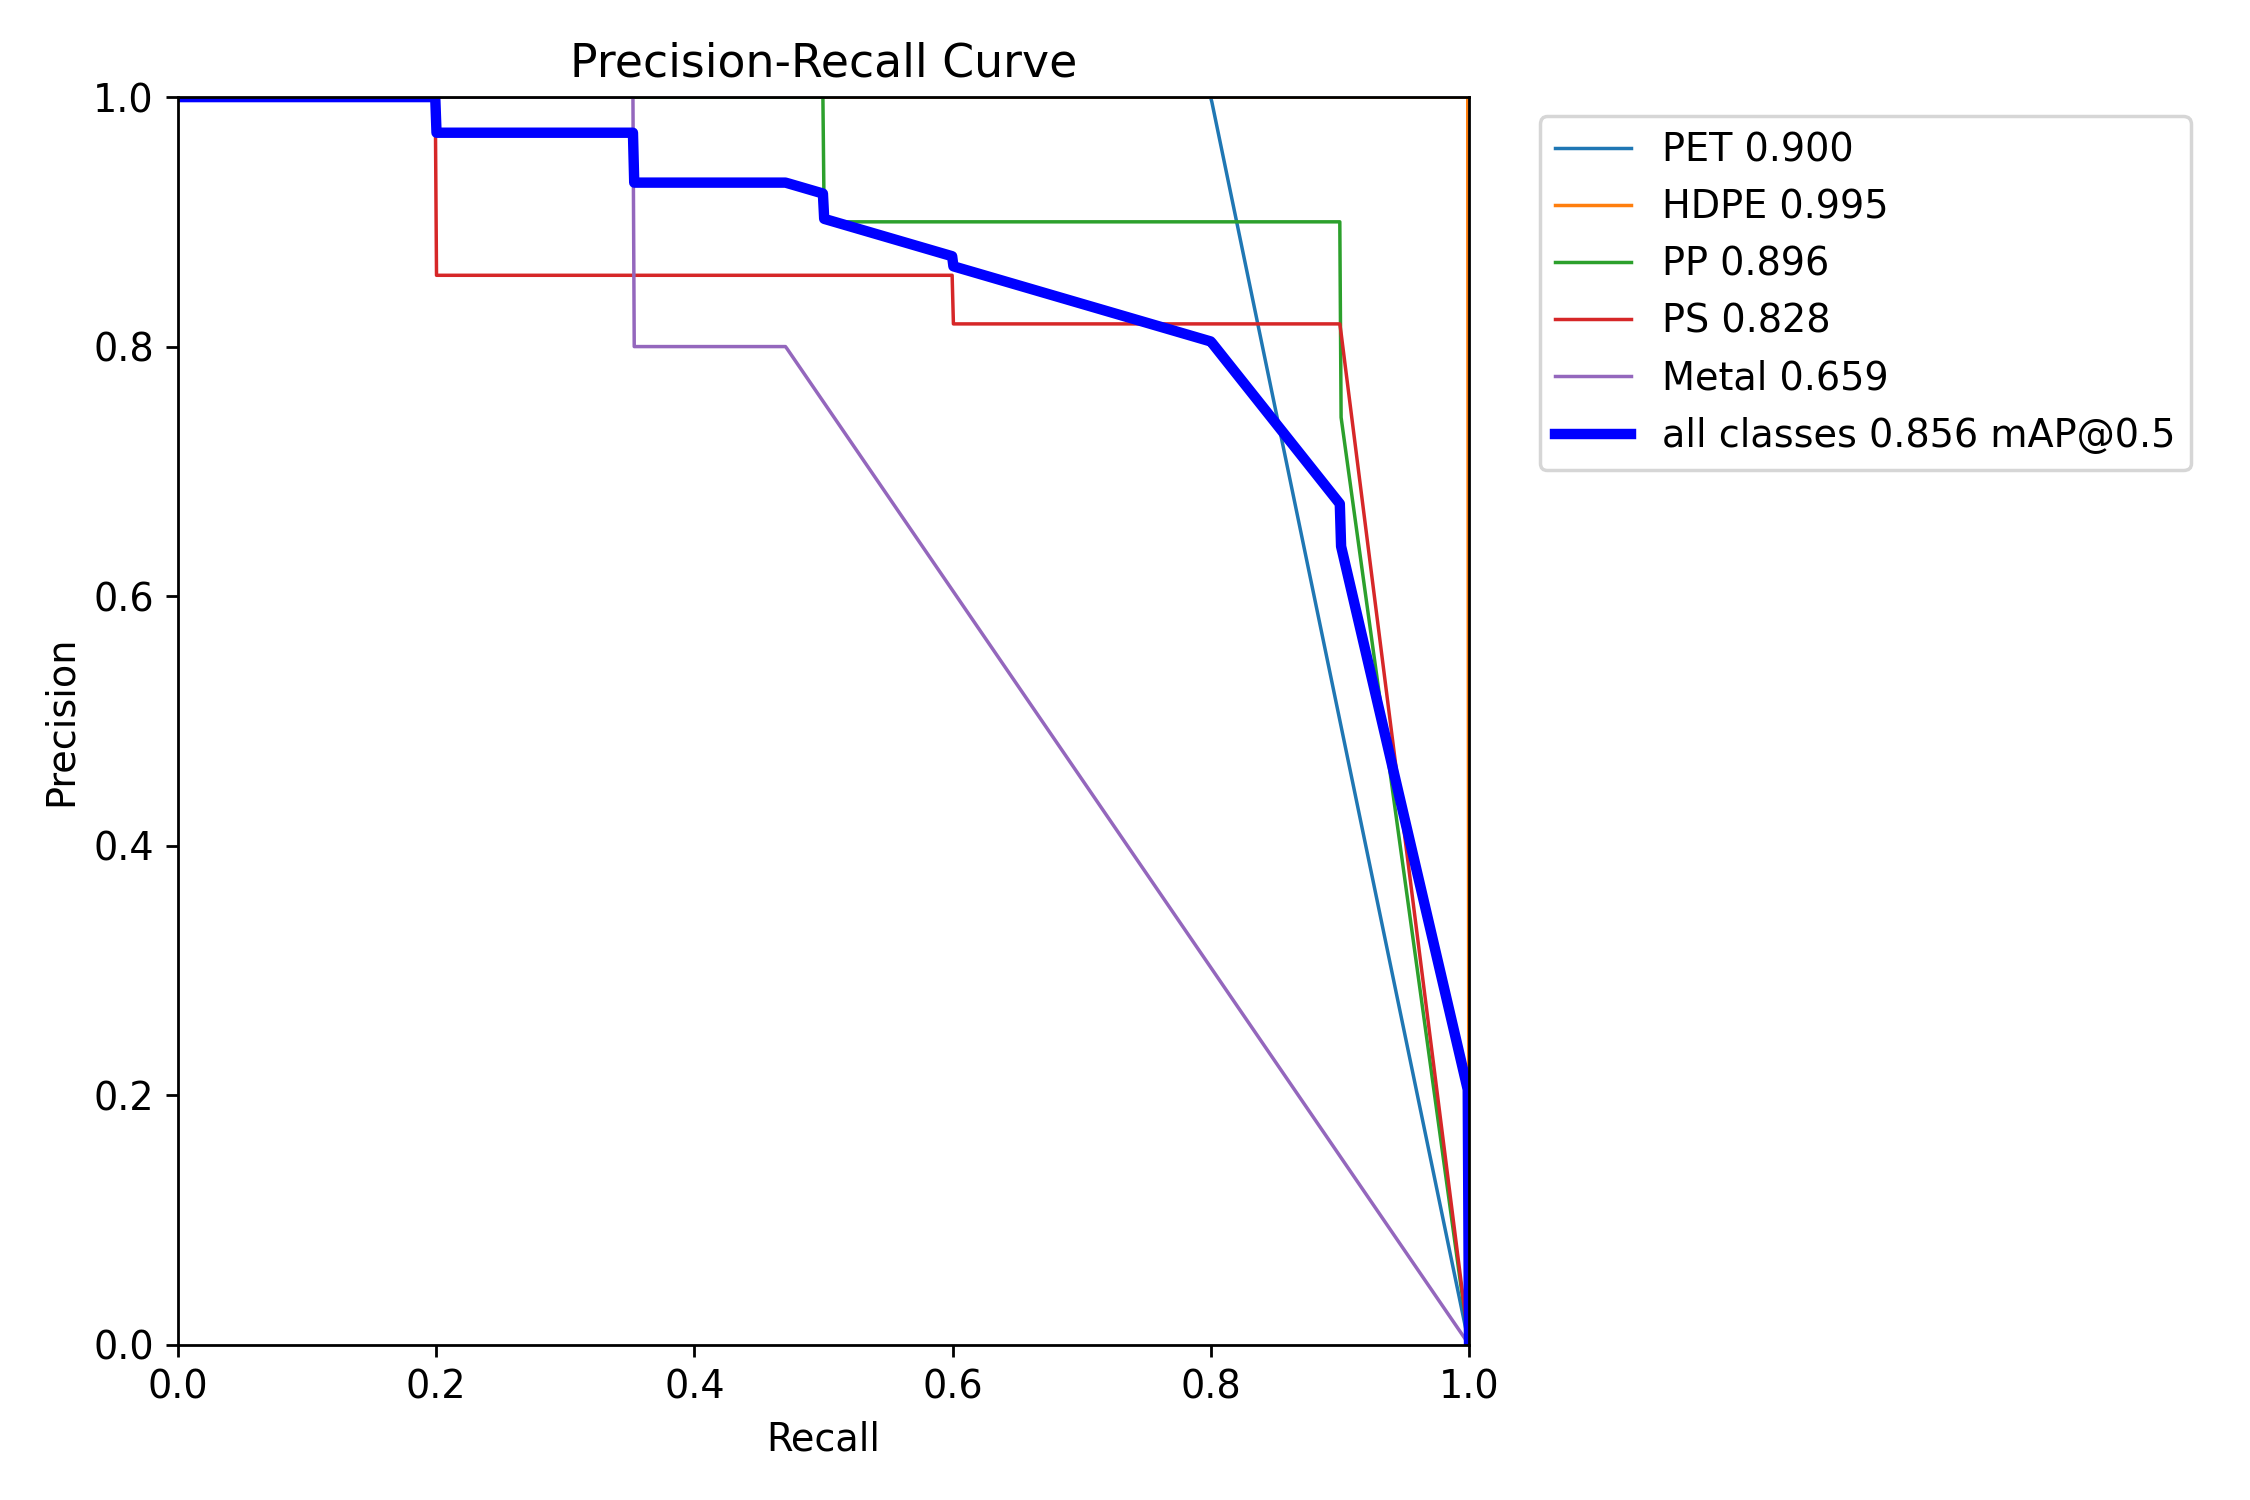 Precision-Recall Curve
1.0
0.8
0.6
0.4
0.2
0.0
Precision
0.0 0.2 0.4 0.6 0.8 1.0
Recall
PET 0.900
HDPE 0.995
PP 0.896
PS 0.828
Metal 0.659
all classes 0.856 mAP@0.5